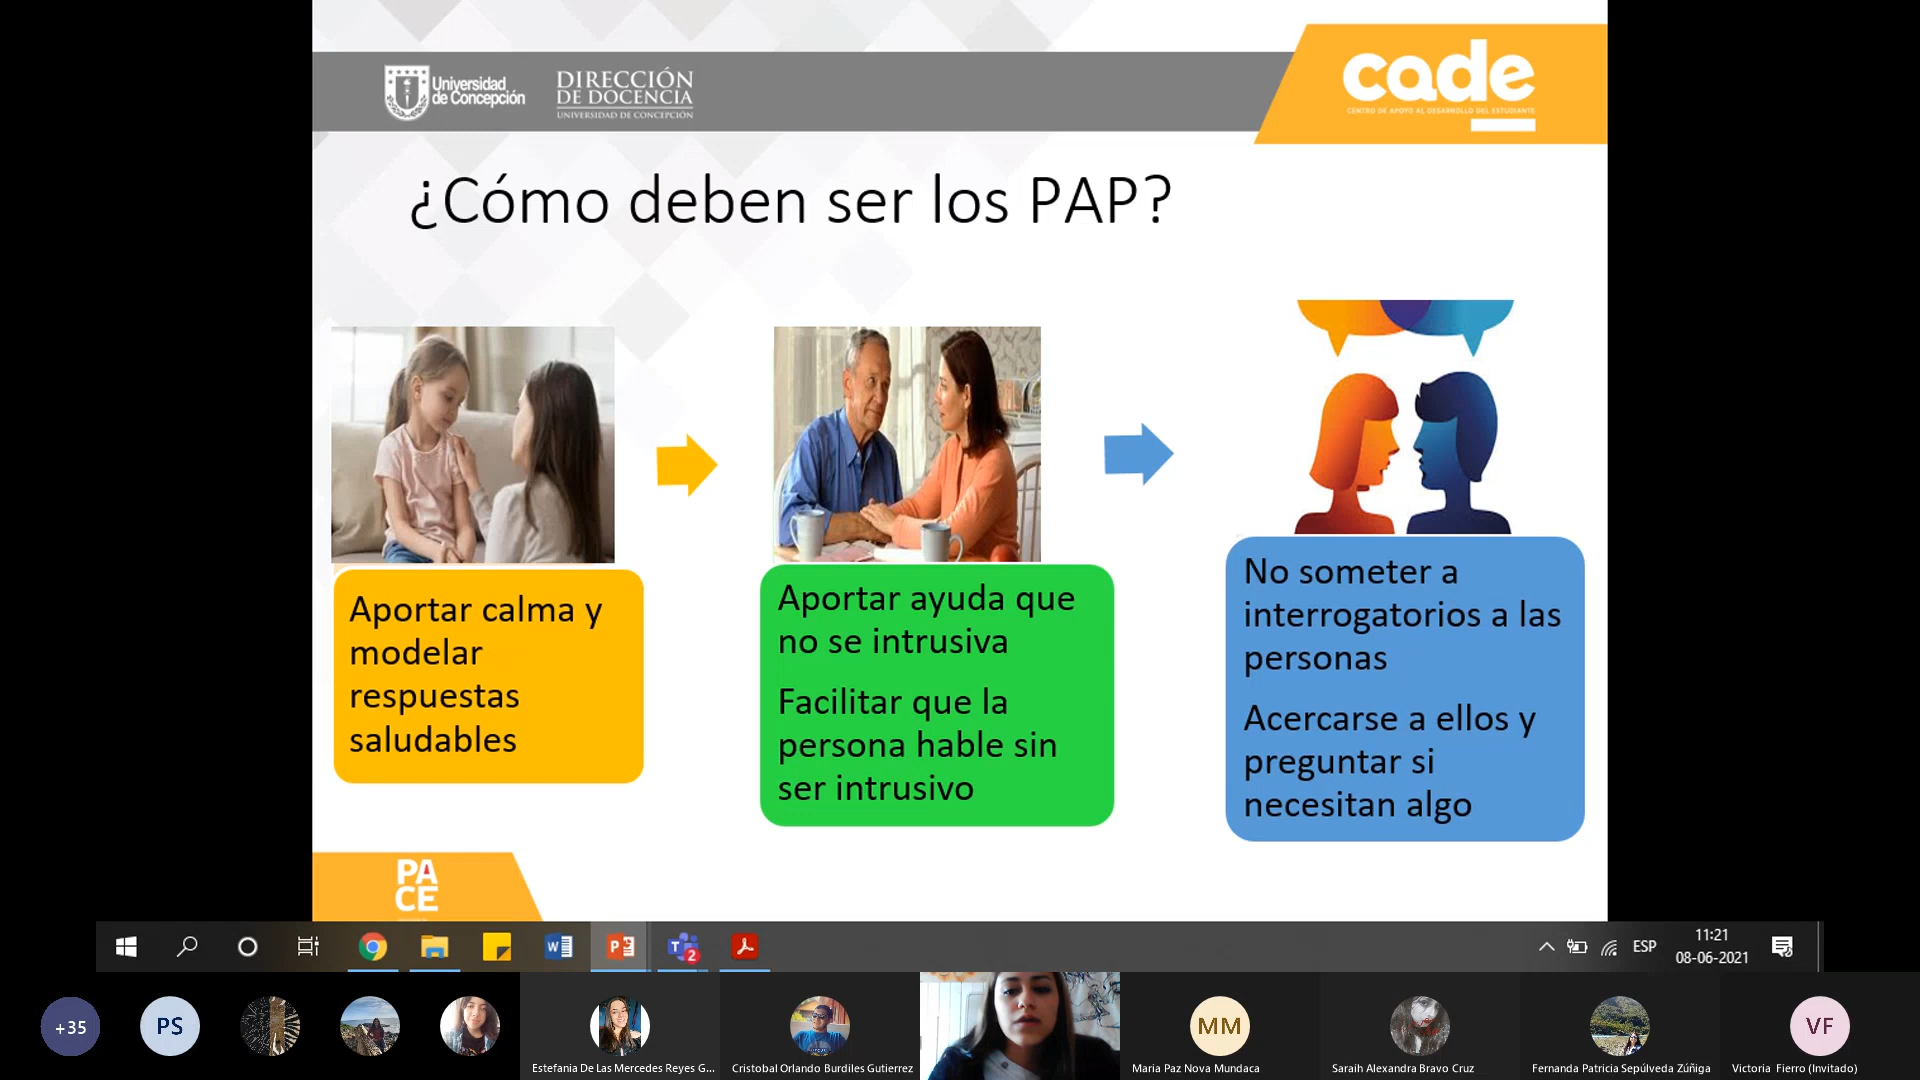 Universidad
de Concepción
DIRECCIÓN
DE DOCENCIA
UNIVERSIDAD DE CONCEPCIÓN
cade
CENTRO DE APOYO AL DESARROLLO DEL ESTUDIANTE
¿Cómo deben ser los PAP?
Aportar calma y
modelar
respuestas
saludables
Aportar ayuda que
no se intrusiva
Facilitar que la
persona hable sin
ser intrusivo
No someter a
interrogatorios a las
personas
Acercarse a ellos y
preguntar si
necesitan algo
PA
CE
ESP
11:21
08-06-2021
2
+35
PS
MM
VF
Estefania De Las Mercedes Reyes G...
Cristobal Orlando Burdiles Gutierrez
Maria Paz Nova Mundaca
Saraih Alexandra Bravo Cruz
Fernanda Patricia Sepúlveda Zúñiga
Victoria Fierro (Invitado)